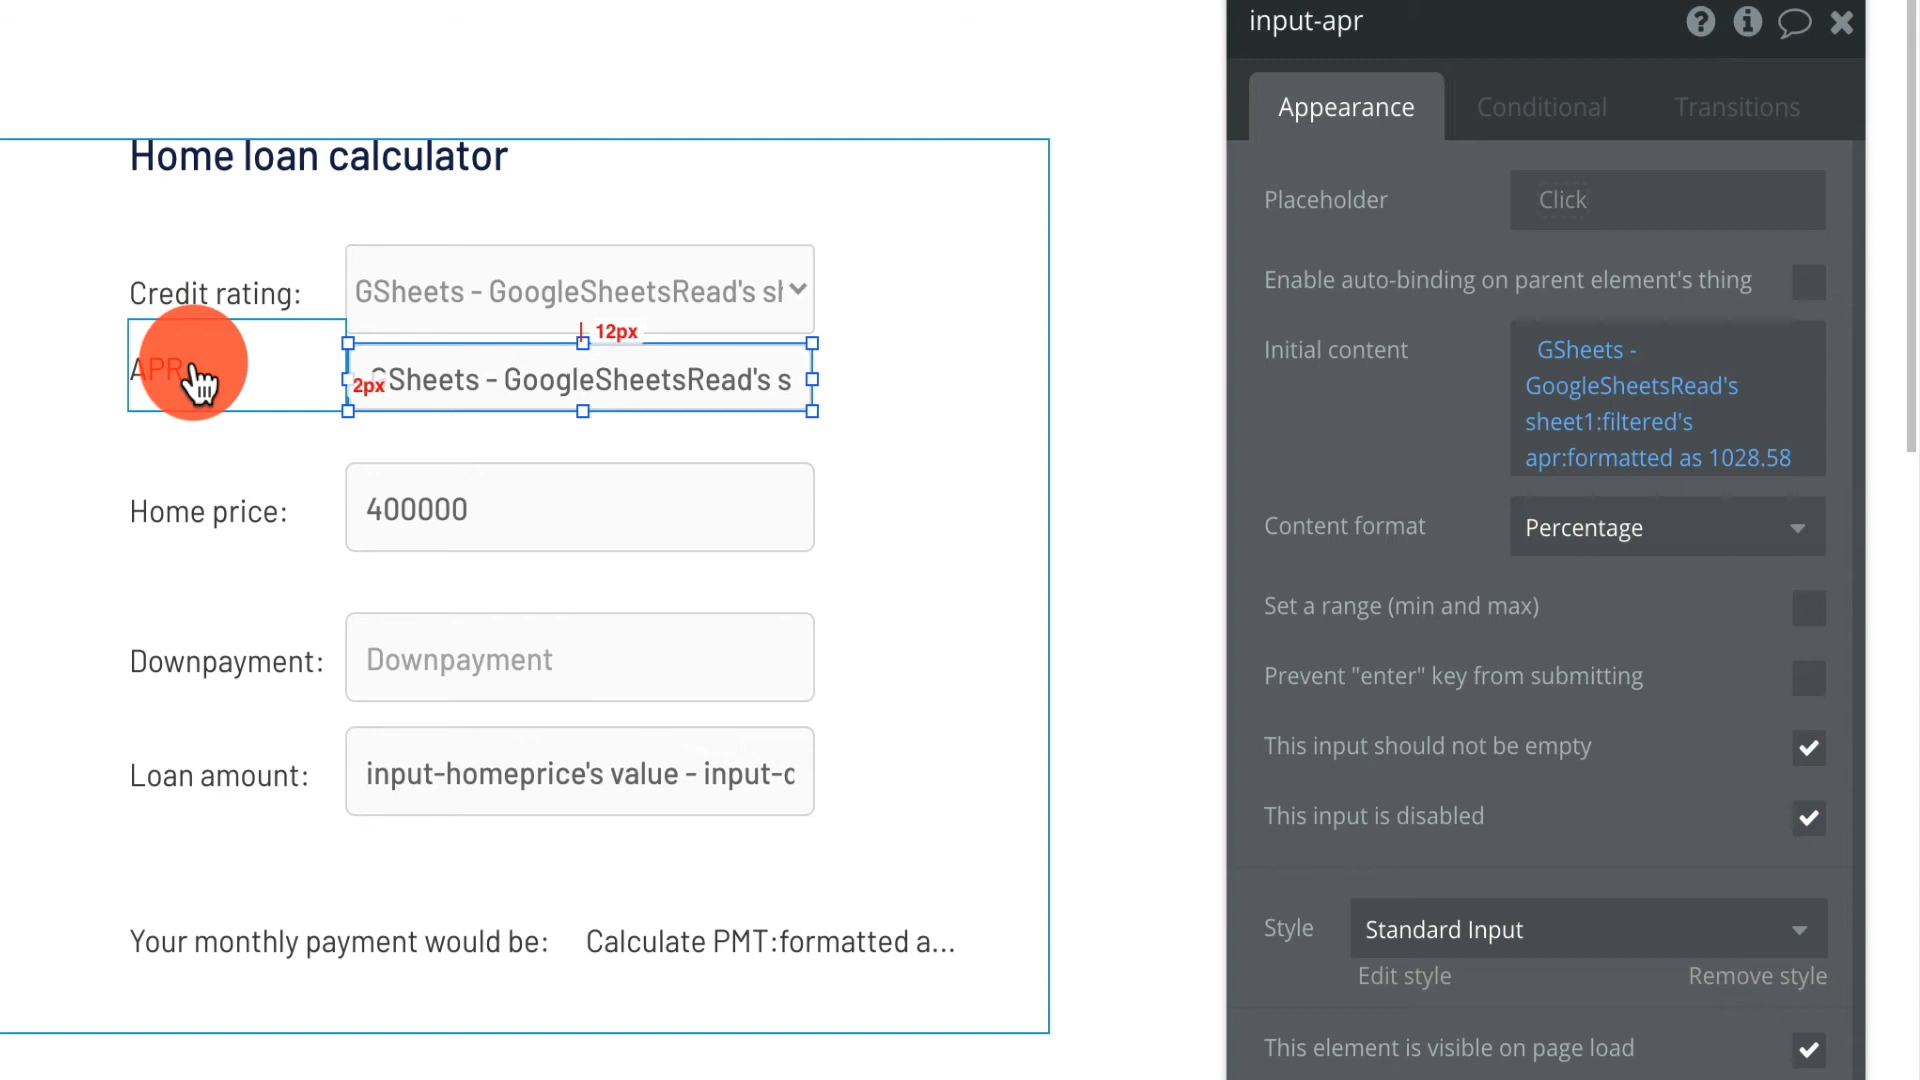 input-apr
Appearance
Conditional
Transitions
Home loan calculator
Placeholder
Click
Enable auto-binding on parent element's thing
Credit rating:
GSheets - GoogleSheetsRead's sh
12px
APR
2px
GSheets - GoogleSheetsRead's s
Initial content
GSheets -
GoogleSheetsRead's
sheet1:filtered's
apr:formatted as 1028.58
Home price:
400000
Content format
Percentage
Set a range (min and max)
Downpayment:
Downpayment
Prevent "enter" key from submitting
Loan amount:
input-homeprice's value - input-d
This input should not be empty
This input is disabled
Your monthly payment would be:
Calculate PMT:formatted a...
Style
Standard Input
Edit style
Remove style
This element is visible on page load